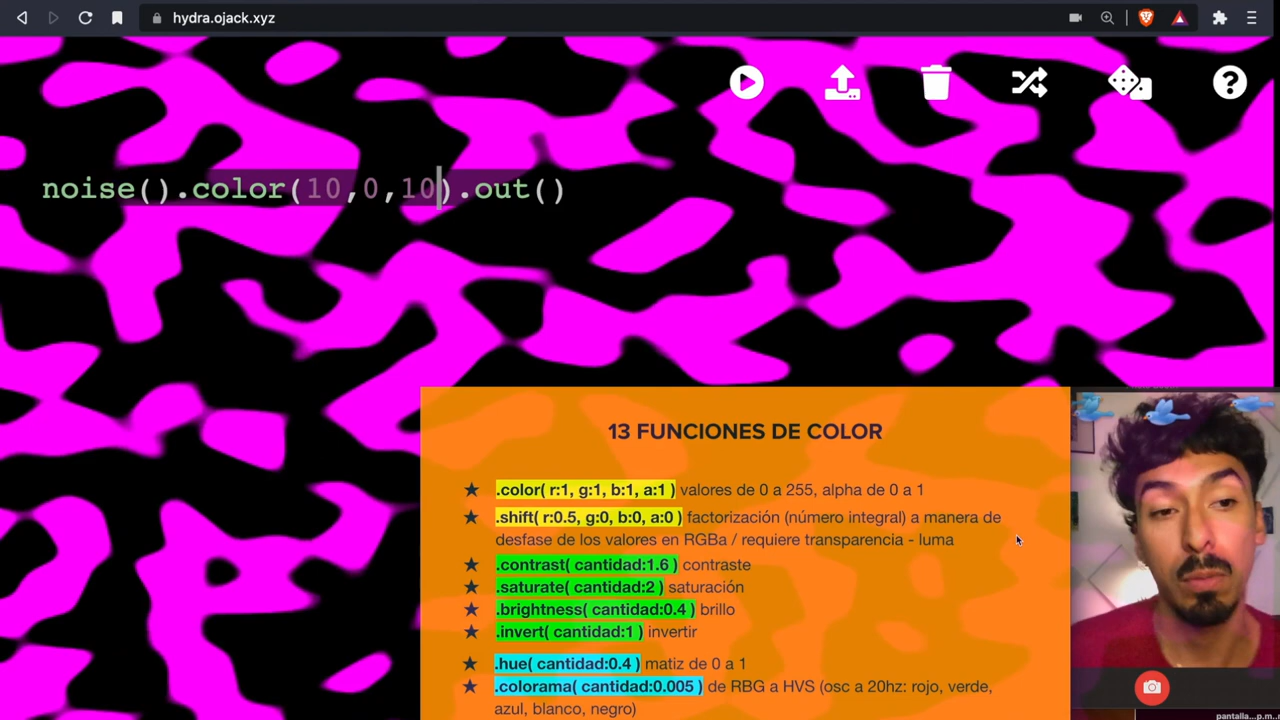 hydra.ojack.xyz
noise().color(10,0,10).out()
13 FUNCIONES DE COLOR
★ .color( r:1, g:1, b:1, a:1 ) valores de 0 a 255, alpha de 0 a 1
★ .shift( r:0.5, g:0, b:0, a:0 ) factorización (número integral) a manera de
desfase de los valores en RGBa / requiere transparencia - luma
★ .contrast( cantidad:1.6 ) contraste
★ .saturate( cantidad:2 ) saturación
★ .brightness( cantidad:0.4 ) brillo
★ .invert( cantidad:1 ) invertir
★ .hue( cantidad:0.4 ) matiz de 0 a 1
★ .colorama( cantidad:0.005 ) de RBG a HVS (osc a 20hz: rojo, verde,
azul, blanco, negro)
pantalla...p.m..